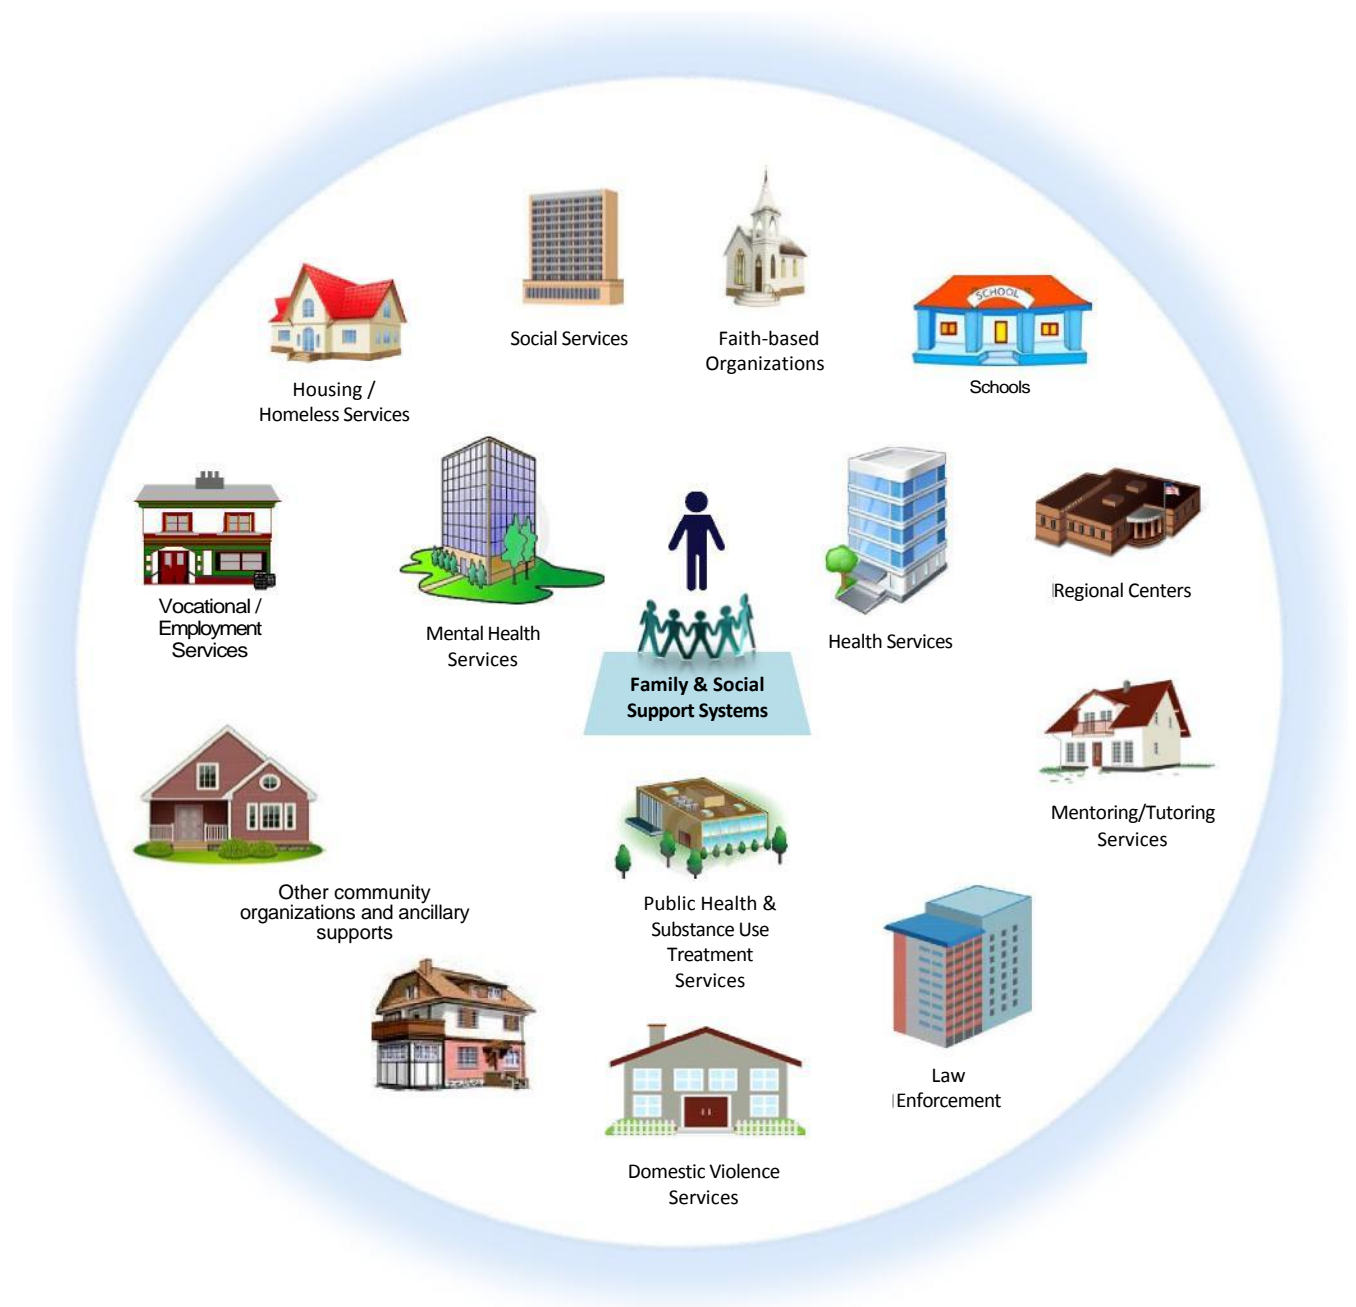 SCHOOL
Social Services
Faith-based
Organizations
Schools
Housing /
Homeless Services
Vocational /
Employment
Services
Mental Health
Services
Health Services
Regional Centers
Family & Social
Support Systems
Mentoring/Tutoring
Services
Other community
organizations and ancillary
supports
Public Health &
Substance Use
Treatment
Services
Law
Enforcement
Domestic Violence
Services